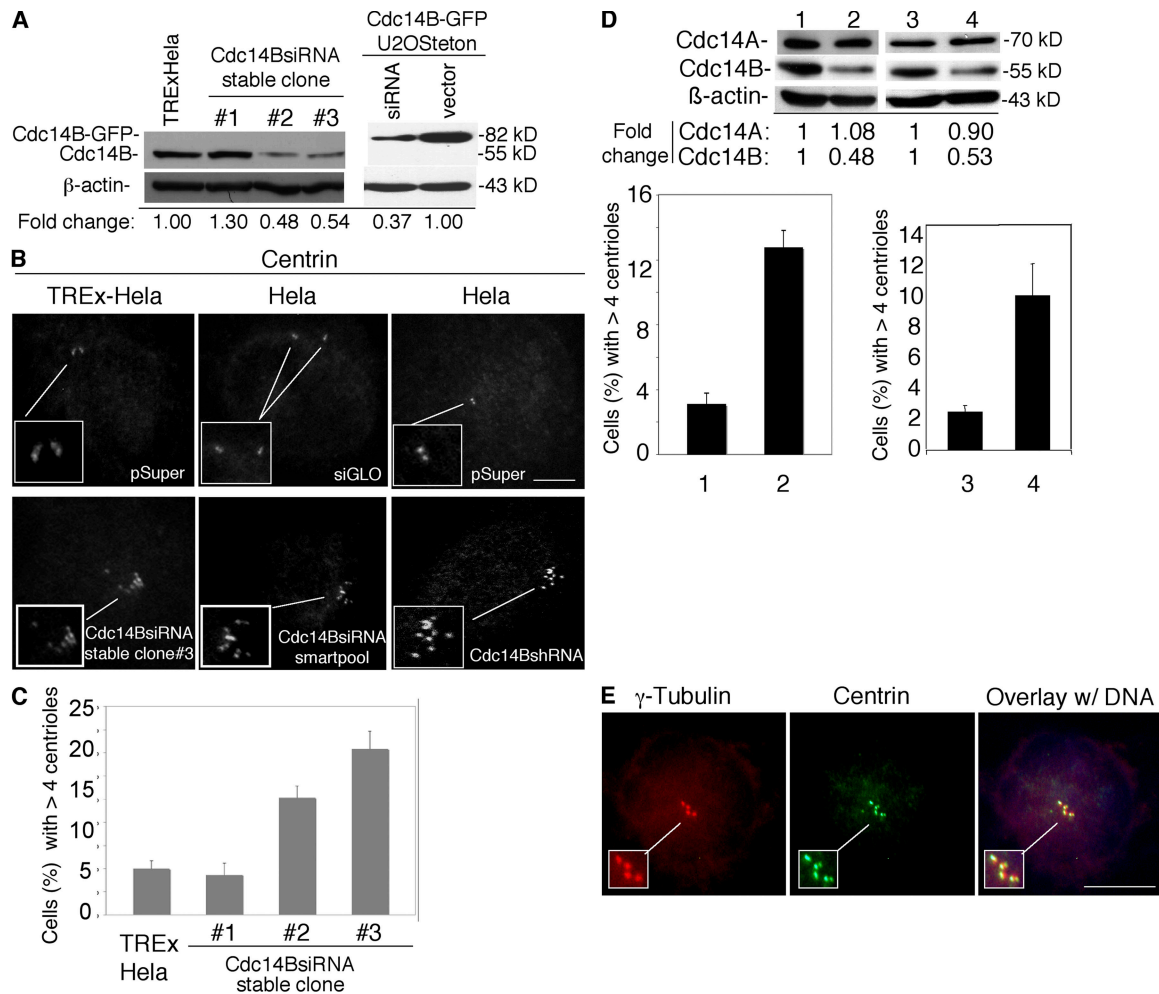 A
TRExHela
Cdc14BsiRNA
stable clone
#1 #2 #3
Cdc14B-GFP
U2OSteton
siRNA
vector
Cdc14B-GFP-
Cdc14B-
-82 kD
-55 kD
β-actin-
-43 kD
Fold change: 1.00 1.30 0.48 0.54 0.37 1.00
B
Centrin
TREx-Hela Hela Hela
pSuper siGLO pSuper
Cdc14BsiRNA
stable clone#3
Cdc14BsiRNA
smartpool
Cdc14BshRNA
C
Cells (%) with > 4 centrioles
25
20
15
10
5
0
TREx
Hela
#1 #2 #3
Cdc14BsiRNA
stable clone
D
1 2 3 4
Cdc14A- -70 kD
Cdc14B- -55 kD
ß-actin- -43 kD
Fold
change
Cdc14A: 1 1.08 1 0.90
Cdc14B: 1 0.48 1 0.53
Cells (%) with > 4 centrioles
16
12
8
4
0
1 2
Cells (%) with > 4 centrioles
14
12
10
8
6
4
2
0
3 4
E
γ-Tubulin Centrin Overlay w/ DNA